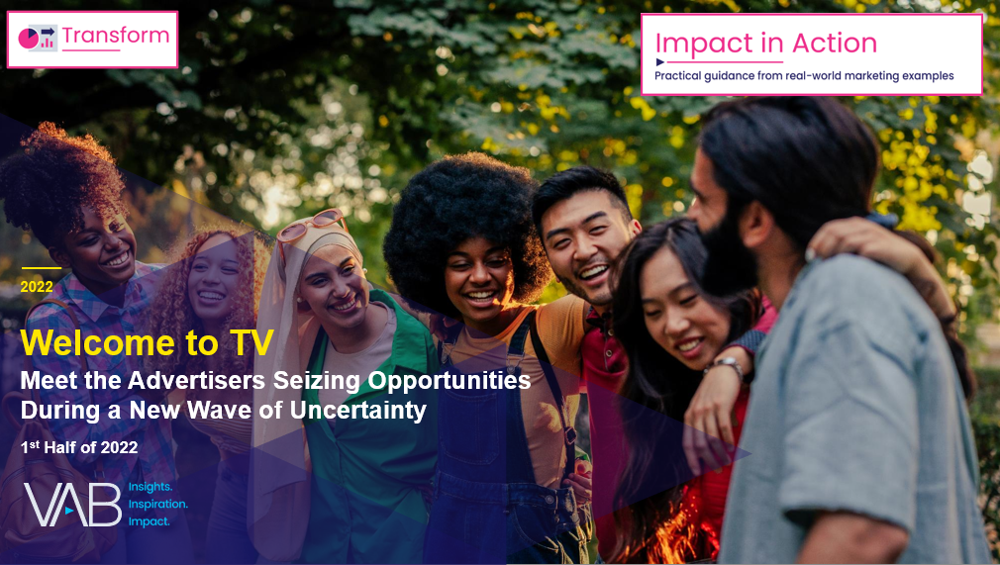 Transform
Impact in Action
Practical guidance from real-world marketing examples
2022
Welcome to TV
Meet the Advertisers Seizing Opportunities
During a New Wave of Uncertainty
1st Half of 2022
VAB
Insights.
Inspiration.
Impact.